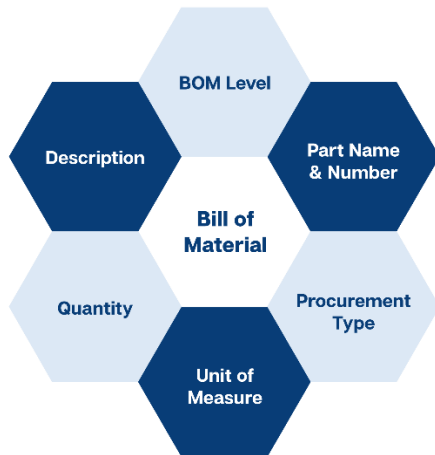 BOM Level
Description
Part Name
& Number
Bill of
Material
Quantity
Procurement
Type
Unit of
Measure